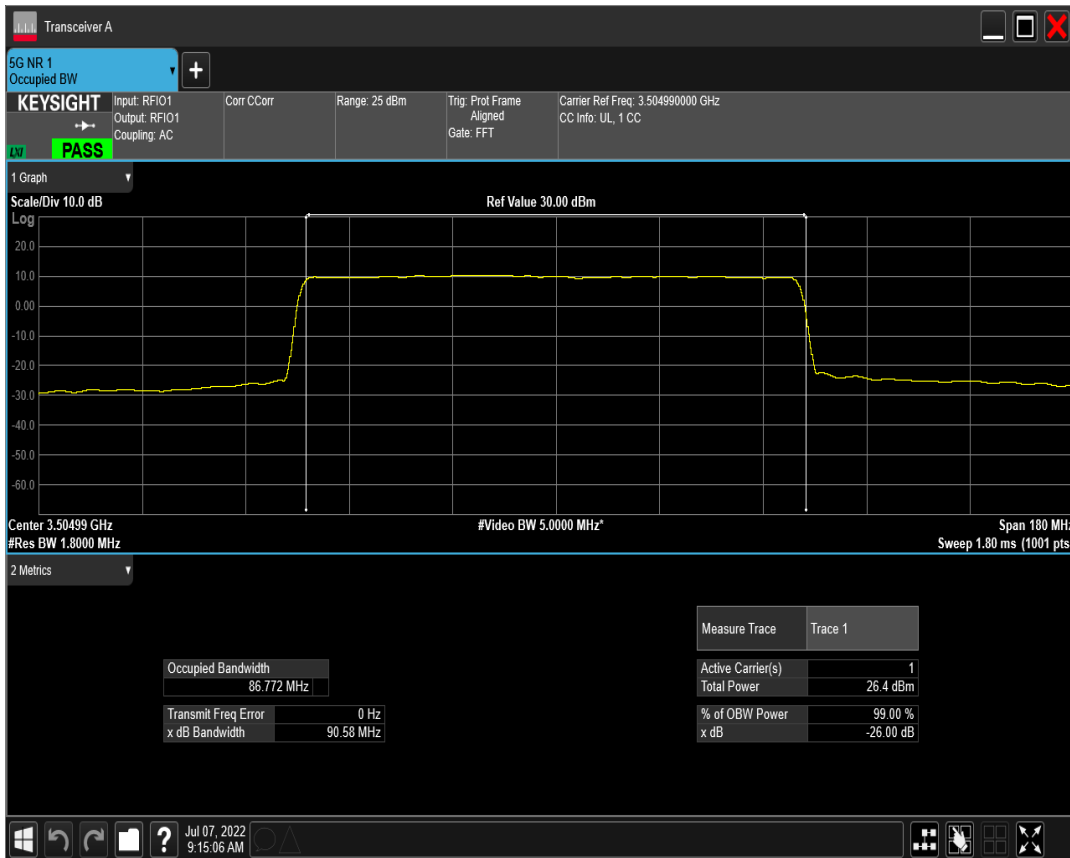 Transceiver A
5G NR 1
Occupied BW
+
KEYSIGHT
LXI
PASS
Input: RFIO1
Output: RFIO1
Coupling: AC
Corr CCorr
Range: 25 dBm
Trig: Prot Frame
Aligned
Gate: FFT
Carrier Ref Freq: 3.504990000 GHz
CC Info: UL, 1 CC
1 Graph
Scale/Div 10.0 dB
Ref Value 30.00 dBm
Log
20.0
10.0
0.00
-10.0
-20.0
-30.0
-40.0
-50.0
-60.0
Center 3.50499 GHz
#Video BW 5.0000 MHz*
Span 180 MHz
#Res BW 1.8000 MHz
Sweep 1.80 ms (1001 pts
2 Metrics
Measure Trace Trace 1
Occupied Bandwidth
86.772 MHz
Active Carrier(s) 1
Total Power 26.4 dBm
Transmit Freq Error 0 Hz
x dB Bandwidth 90.58 MHz
% of OBW Power 99.00 %
x dB -26.00 dB
?
Jul 07, 2022
9:15:06 AM